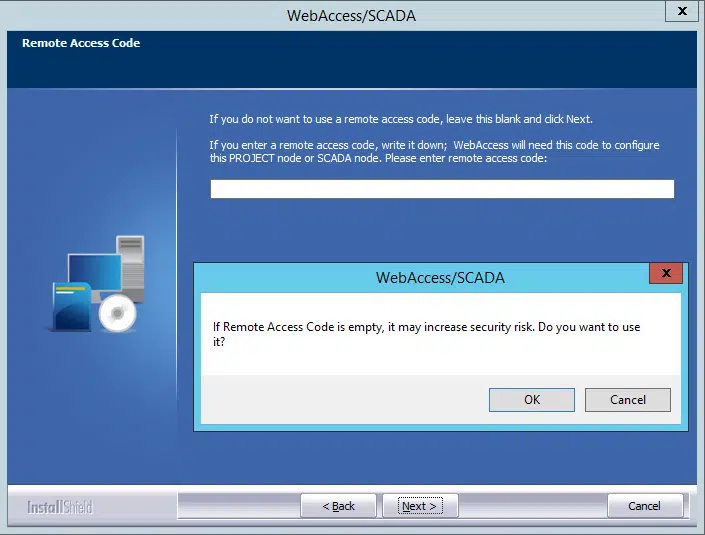 WebAccess/SCADA
x
Remote Access Code
If you do not want to use a remote access code, leave this blank and click Next.
If you enter a remote access code, write it down;  WebAccess will need this code to configure
this PROJECT node or SCADA node. Please enter remote access code:
WebAccess/SCADA
x
If Remote Access Code is empty, it may increase security risk. Do you want to use
it?
OK
Cancel
InstallShield
< Back
Next >
Cancel